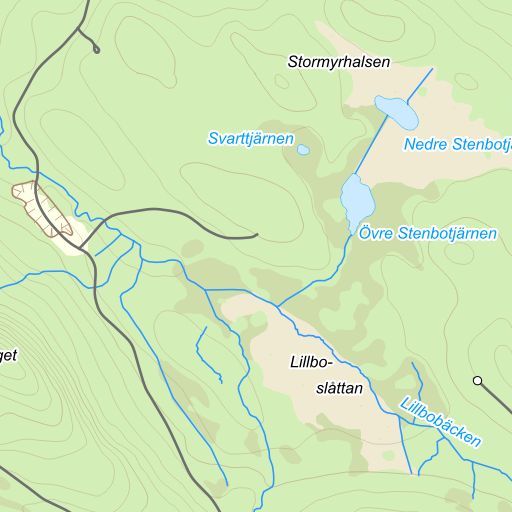 Stormyrhalsen
Svarttjärnen
Nedre Stenbotj
Övre Stenbotjärnen
get
Lillbo-
slåttan
Lillbobäcken